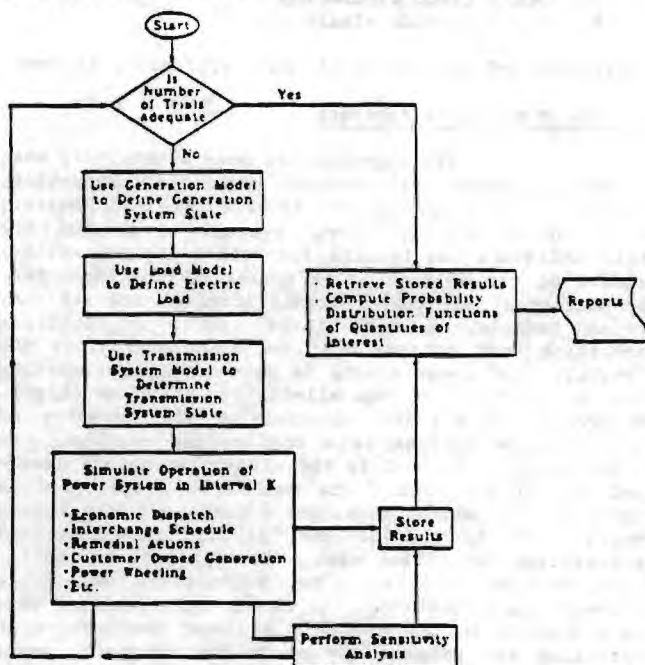 Start
Is
Number
of Trials
Adequate
Yes
No
Use Generation Model
to Define Generation
System State
Use Load Model
to Define Electric
Load
Use Transmission
System Model to
Determine
Transmission
System State
· Retrieve Stored Results
· Compute Probability
Distribution Functions
of Quantities of
Interest
Reports
Simulate Operation of
Power System in Interval K
·Economic Dispatch
·Interchange Schedule
·Remedial Actions
·Customer Owned Generation
·Power Wheeling
·Etc.
Store
Results
Perform Sensitivity
Analysis